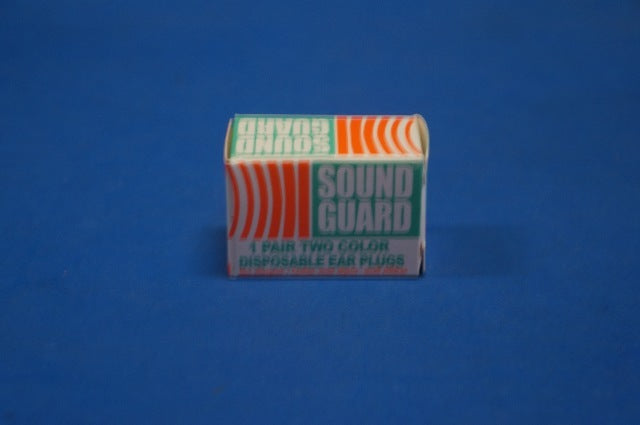 SOUND
GUARD
SOUND
GUARD
1 PAIR TWO COLOR
DISPOSABLE EAR PLUGS